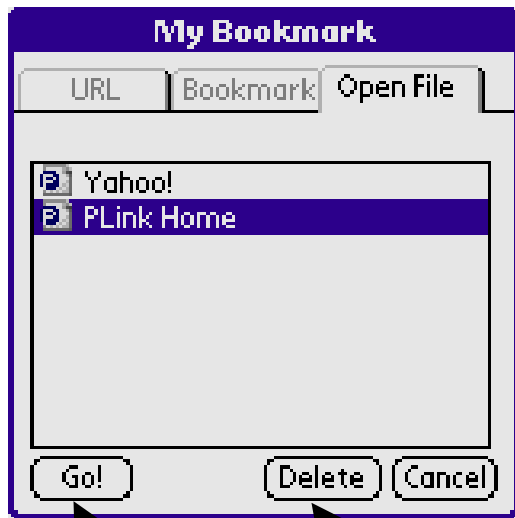 My Bookmark
URL Bookmark Open File
Yahoo!
PLink Home
Go! Delete Cancel